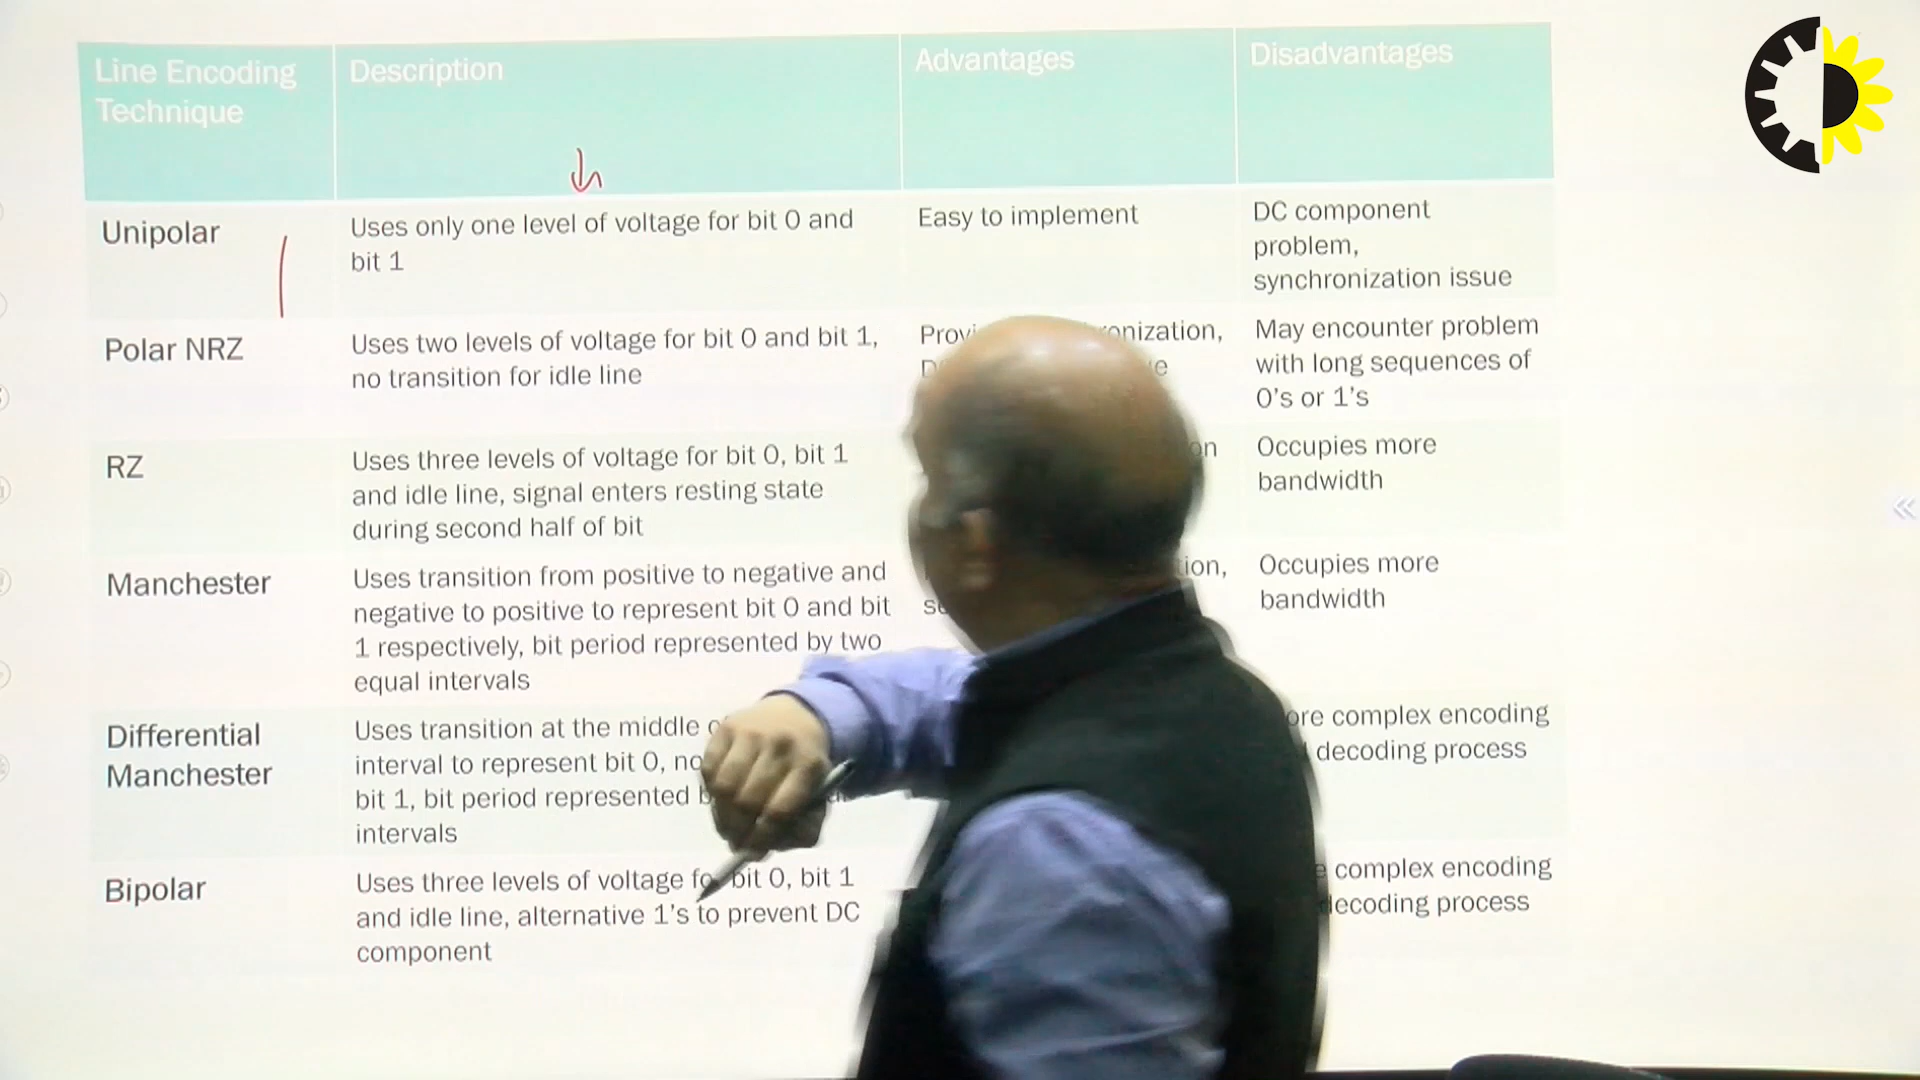 Line Encoding
Technique
Description
Advantages
Disadvantages
Unipolar
Uses only one level of voltage for bit 0 and
bit 1
Easy to implement
DC component
problem,
synchronization issue
Polar NRZ
Uses two levels of voltage for bit 0 and bit 1,
no transition for idle line
May encounter problem
with long sequences of
0's or 1's
RZ
Uses three levels of voltage for bit 0, bit 1
and idle line, signal enters resting state
during second half of bit
Occupies more
bandwidth
Manchester
Uses transition from positive to negative and
negative to positive to represent bit 0 and bit
1 respectively, bit period represented by two
equal intervals
Occupies more
bandwidth
Differential
Manchester
Uses transition at the middle
interval to represent bit 0, no
bit 1, bit period represented
intervals
complex encoding
decoding process
Bipolar
Uses three levels of voltage for bit 0, bit 1
and idle line, alternative 1's to prevent DC
component
complex encoding
decoding process